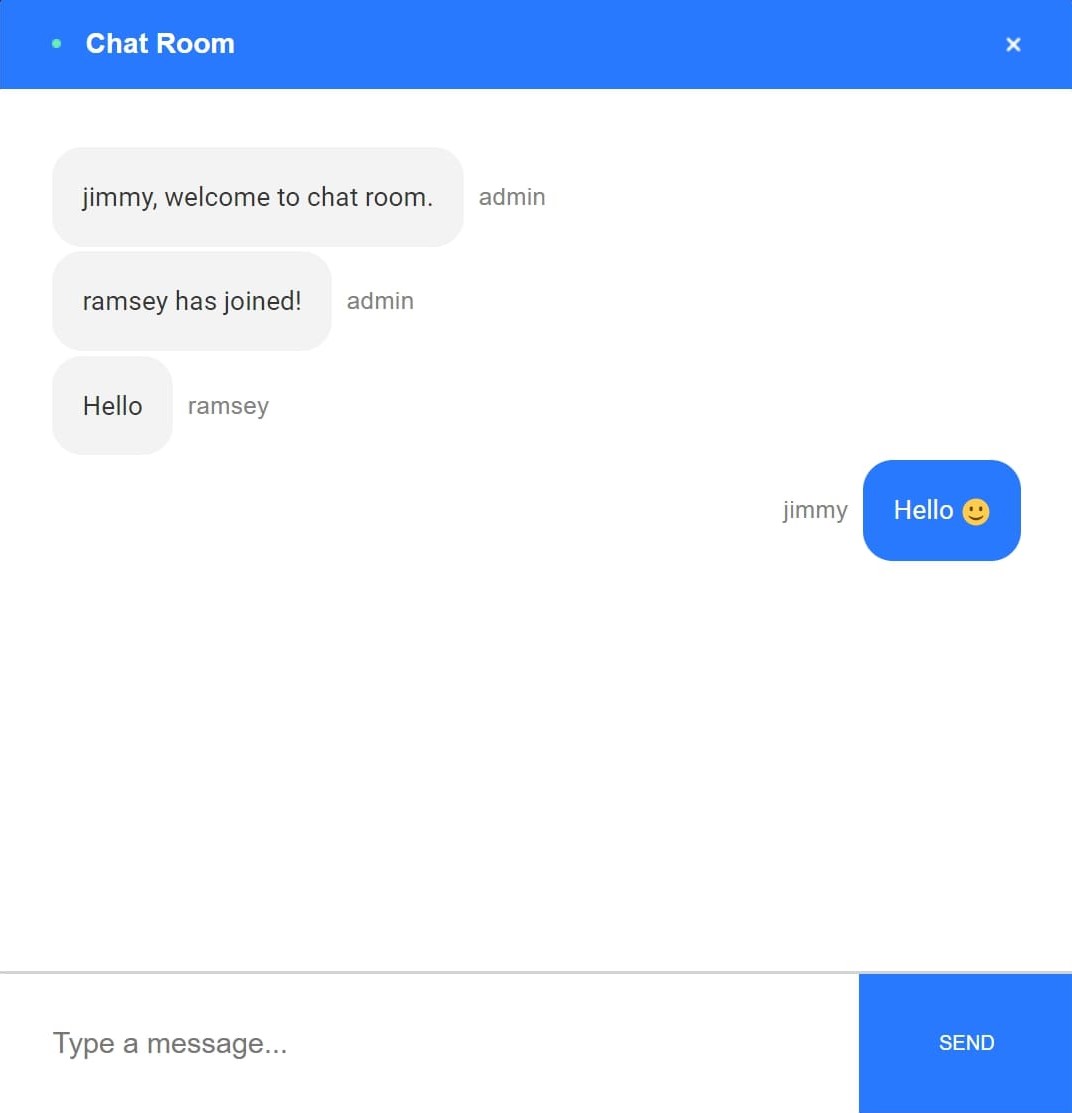 Chat Room ×
jimmy, welcome to chat room. admin
ramsey has joined! admin
Hello ramsey
jimmy Hello 🙂
Type a message... SEND